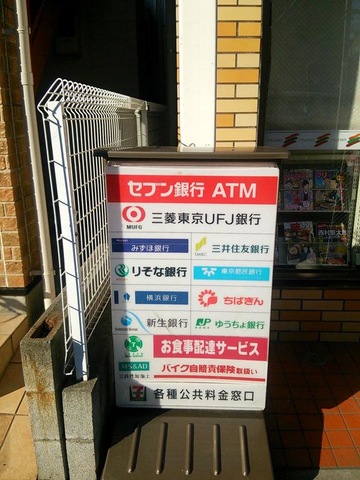 セブン銀行 ATM
MUFG 三菱東京UFJ銀行
みずほ銀行 SMBC 三井住友銀行
りそな銀行 東京都民銀行
横浜銀行 ちばぎん
新生銀行 JP ゆうちょ銀行
お食事配達サービス
MS&AD バイク自賠責保険取扱い
各種公共料金窓口